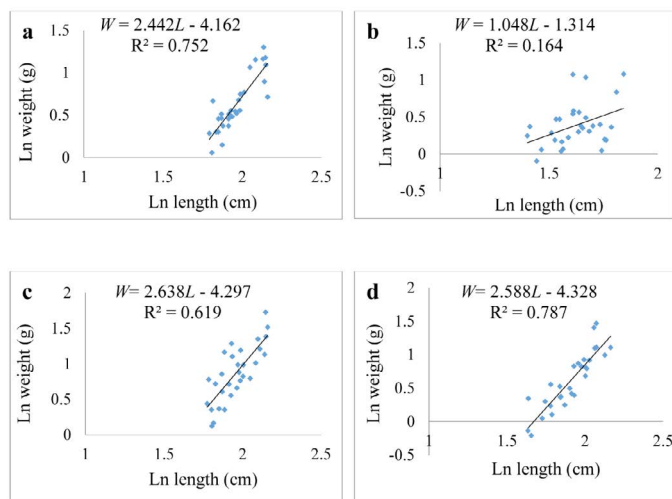 a
W = 2.442L - 4.162
R² = 0.752
Ln weight (g)
1.5
1
0.5
0
1
1.5
2
2.5
Ln length (cm)
b
W = 1.048L - 1.314
R² = 0.164
Ln weight (g)
1.5
1
0.5
0
-0.5
1
1.5
2
Ln length (cm)
c
W= 2.638L - 4.297
R² = 0.619
Ln weight (g)
2
1.5
1
0.5
0
1
1.5
2
2.5
Ln length (cm)
d
W= 2.588L - 4.328
R² = 0.787
Ln weight (g)
2
1.5
1
0.5
0
-0.5
1
1.5
2
2.5
Ln length (cm)